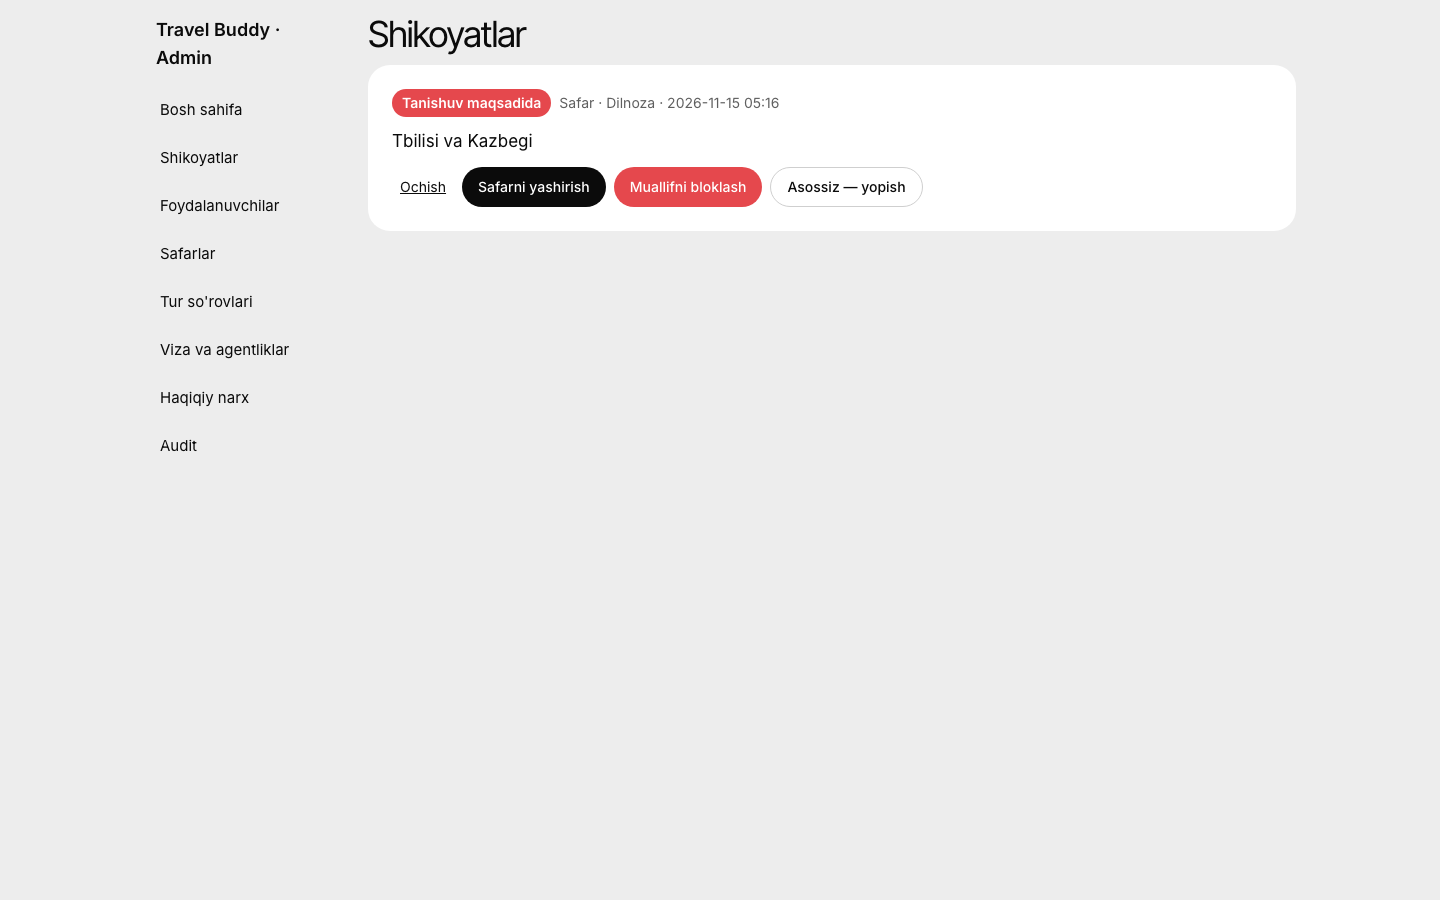 Travel Buddy ·
Admin
Bosh sahifa
Shikoyatlar
Foydalanuvchilar
Safarlar
Tur so'rovlari
Viza va agentliklar
Haqiqiy narx
Audit
Shikoyatlar
Tanishuv maqsadida Safar · Dilnoza · 2026-11-15 05:16
Tbilisi va Kazbegi
Ochish Safarni yashirish Muallifni bloklash Asossiz — yopish